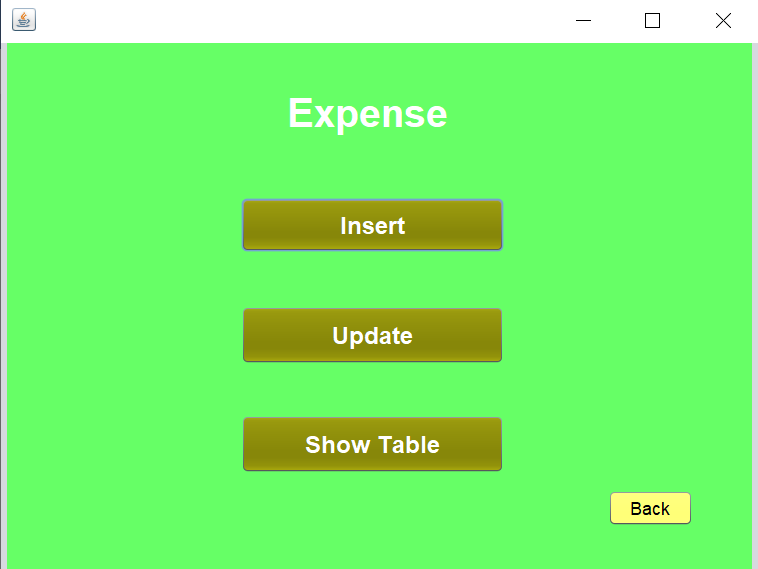 Expense
Insert
Update
Show Table
Back